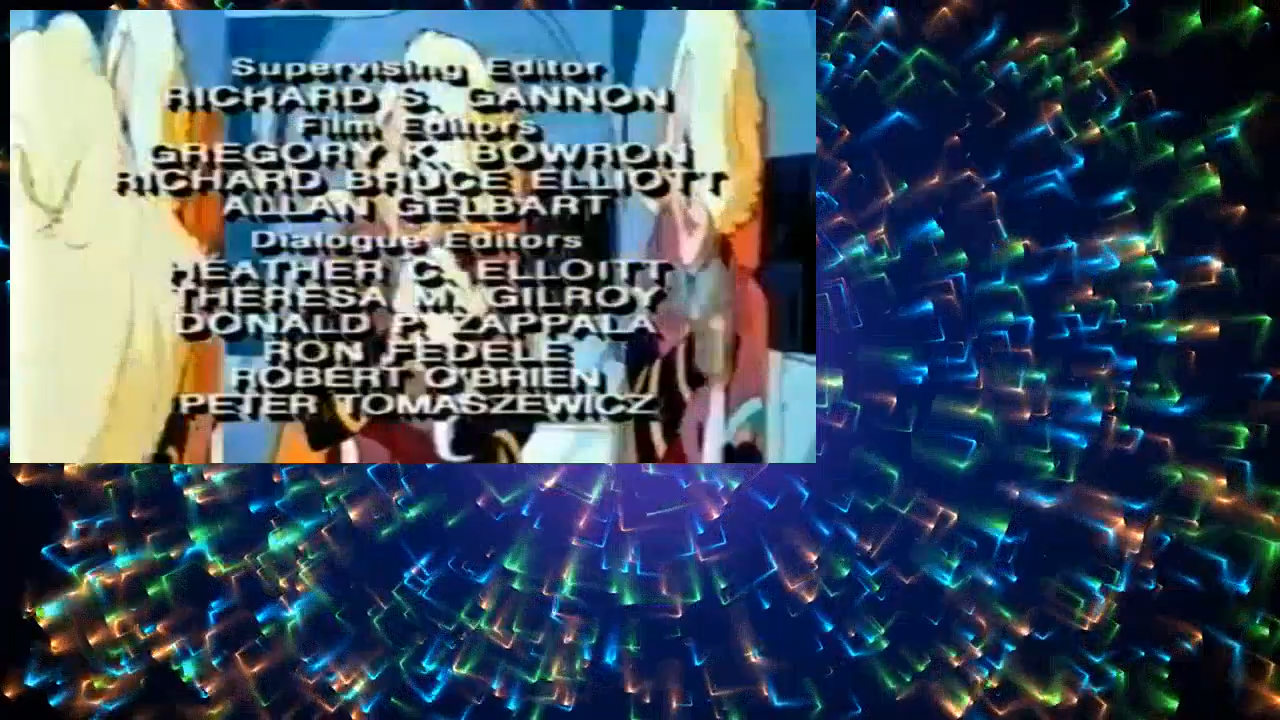 Supervising Editor
RICHARD S. GANNON
Film Editors
GREGORY K. BOWRON
RICHARD BRUCE ELLIOTT
ALLAN GELBART
Dialogue Editors
HEATHER C. ELLOITT
THERESA M. GILROY
DONALD P. ZAPPALA
RON FEDELE
ROBERT O'BRIEN
PETER TOMASZEWICZ